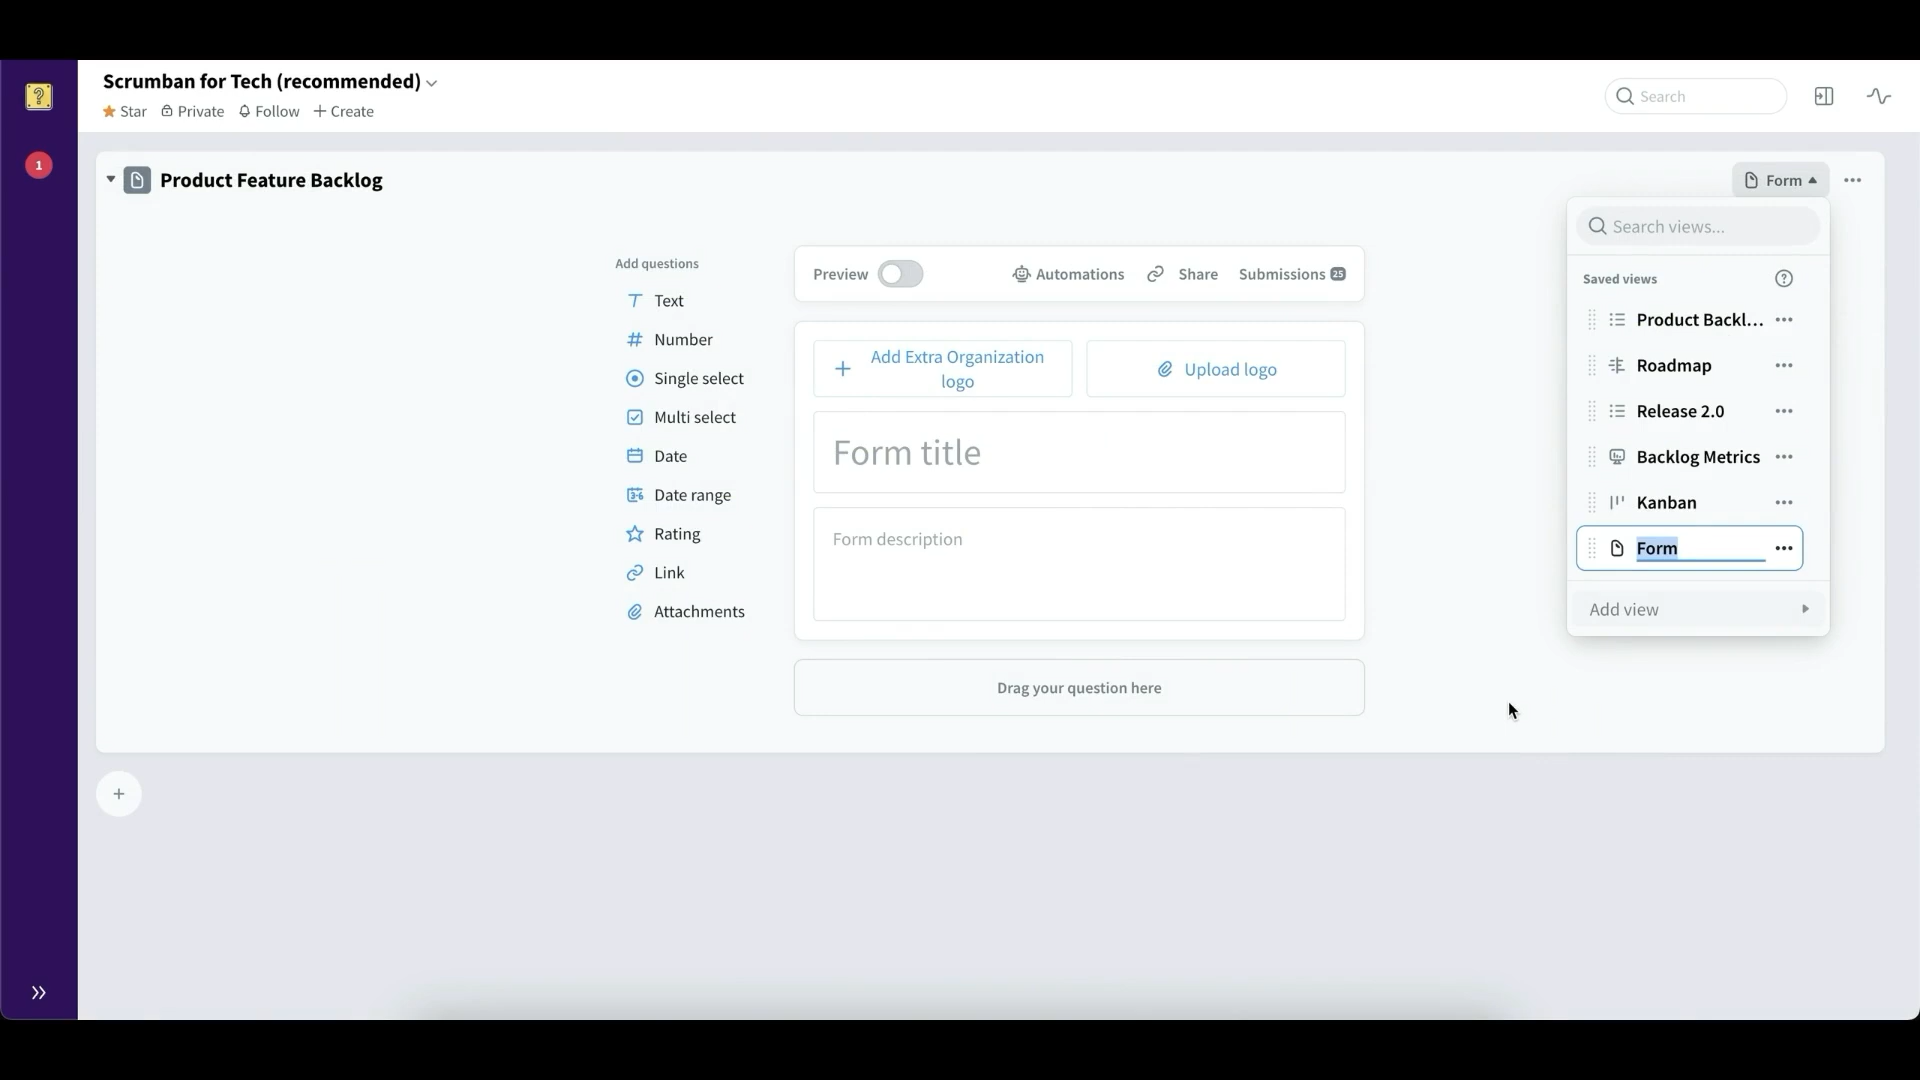 Scrumban for Tech (recommended)
Star Private Follow + Create
Search
1
Product Feature Backlog
Form
Search views...
Add questions
Text
Number
Single select
Multi select
Date
Date range
Rating
Link
Attachments
Preview Automations Share Submissions 25
Add Extra Organization
logo
Upload logo
Form title
Form description
Drag your question here
Saved views
Product Backl...
Roadmap
Release 2.0
Backlog Metrics
Kanban
Form
Add view